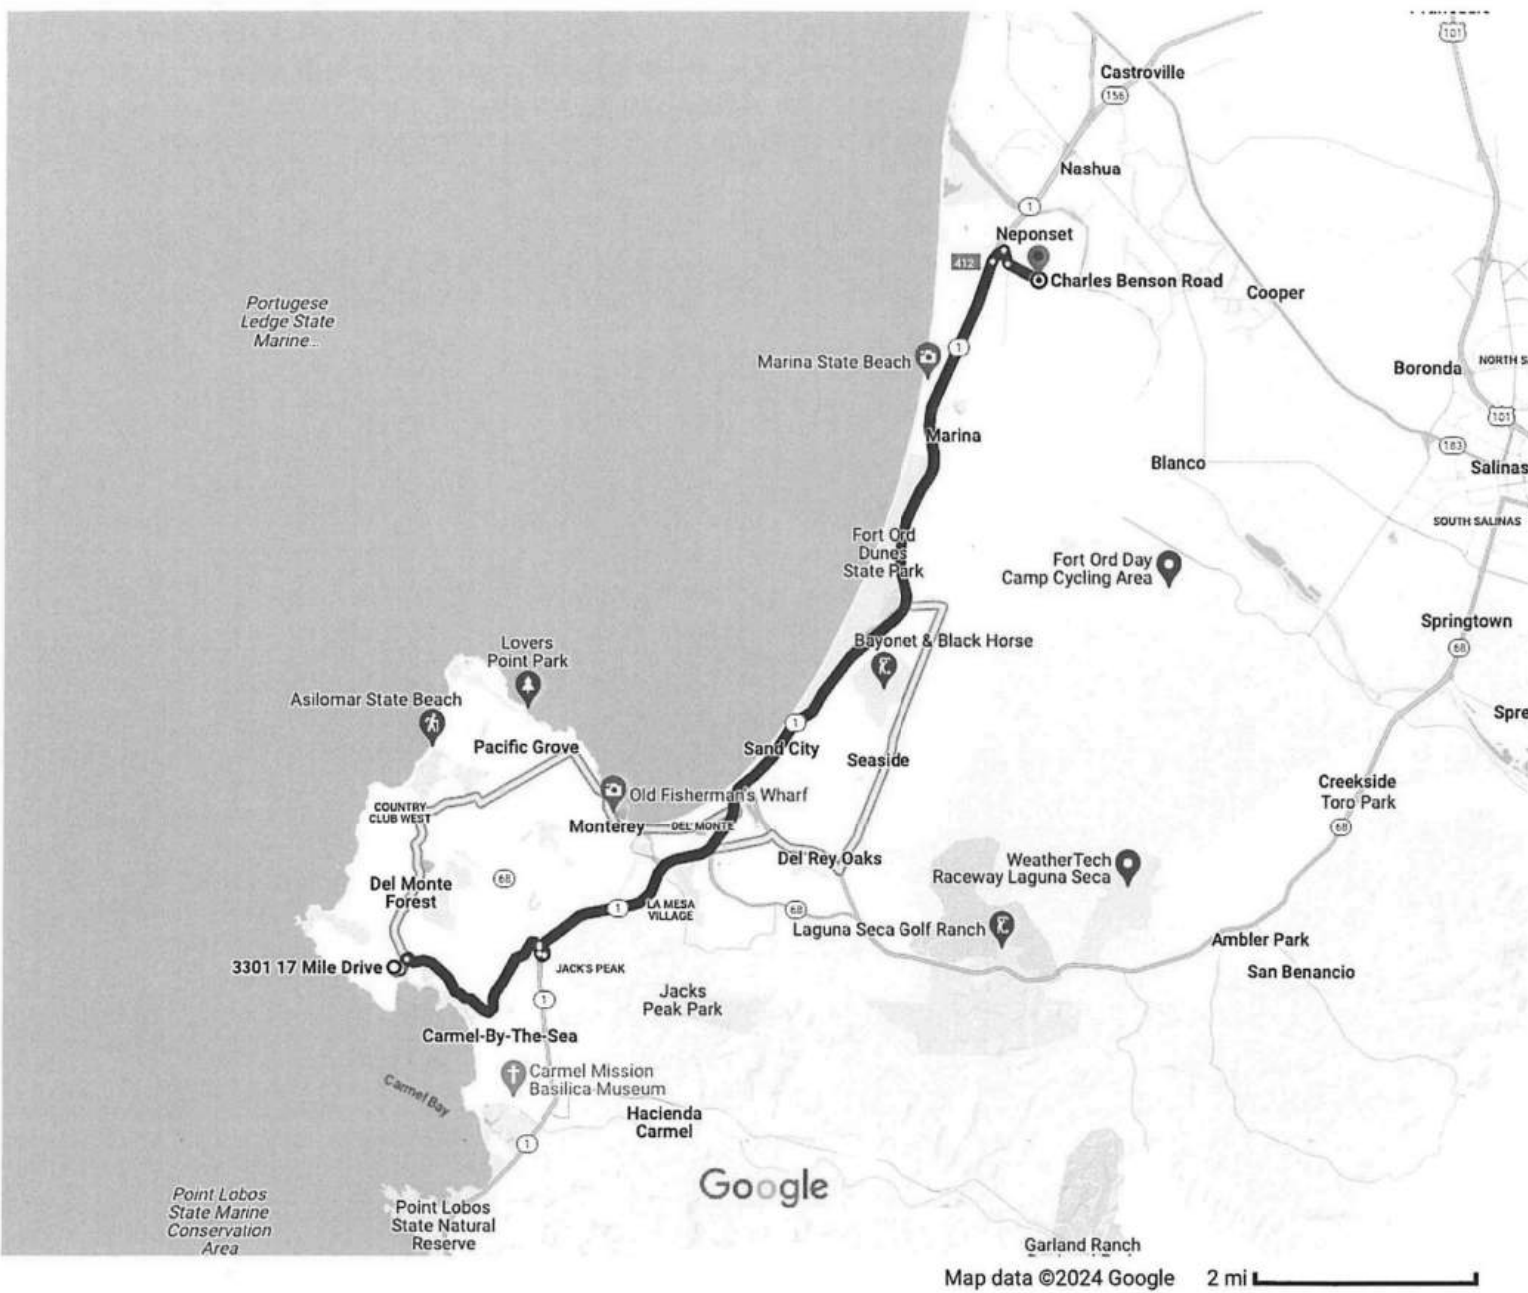 101
Castroville
156
Nashua
1
Neponset
412
Charles Benson Road
Cooper
Portugese
Ledge State
Marine...
Marina State Beach
1
Boronda
NORTH S
101
Marina
183
Blanco
Salinas
SOUTH SALINAS
Fort Ord
Dunes
State Park
Fort Ord Day
Camp Cycling Area
Springtown
68
Bayonet & Black Horse
Lovers
Point Park
Asilomar State Beach
Spre
1
Pacific Grove
Sand City
Seaside
Creekside
Toro Park
Old Fisherman's Wharf
COUNTRY
CLUB WEST
Monterey
DEL MONTE
68
Del Rey Oaks
WeatherTech
Raceway Laguna Seca
68
Del Monte
Forest
1
LA MESA
VILLAGE
68
Laguna Seca Golf Ranch
Ambler Park
San Benancio
3301 17 Mile Drive
JACK'S PEAK
1
Jacks
Peak Park
Carmel-By-The-Sea
Carmel Mission
Basilica Museum
Carmel Bay
Hacienda
Carmel
1
Google
Point Lobos
State Marine
Conservation
Area
Point Lobos
State Natural
Reserve
Garland Ranch
Map data ©2024 Google 2 mi